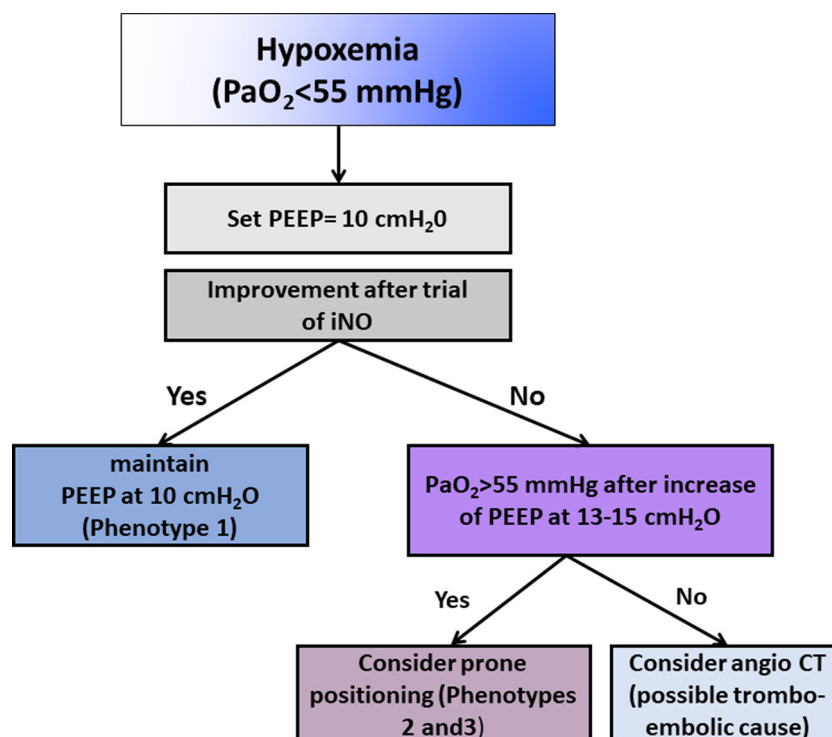 Hypoxemia
(PaO₂<55 mmHg)
Set PEEP= 10 cmH₂0
Improvement after trial
of iNO
Yes
No
maintain
PEEP at 10 cmH₂O
(Phenotype 1)
PaO₂>55 mmHg after increase
of PEEP at 13-15 cmH₂O
Yes
No
Consider prone
positioning (Phenotypes
2 and3)
Consider angio CT
(possible trombo-
embolic cause)